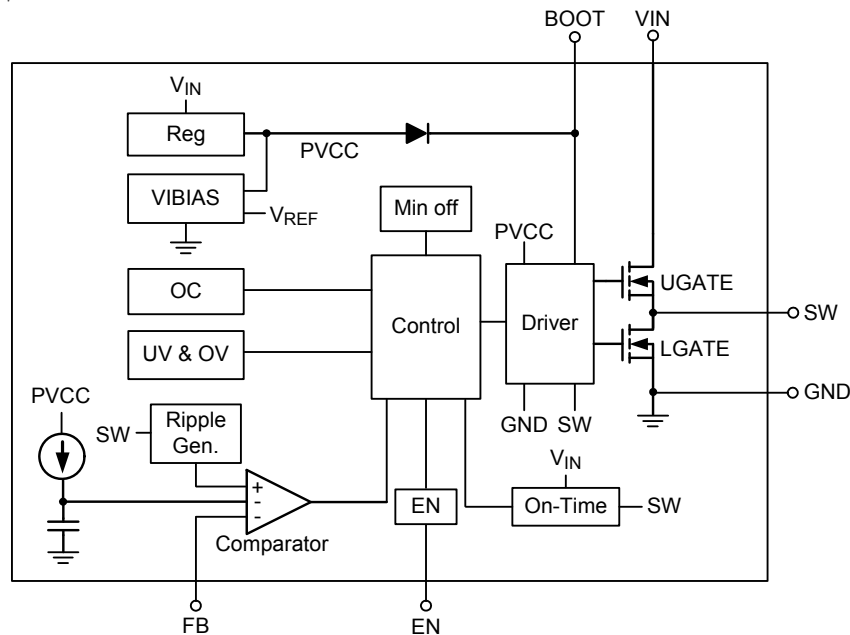 BOOT
VIN
VIN
Reg
PVCC
VIBIAS
VREF
Min off
PVCC
OC
Control
Driver
UGATE
SW
UV & OV
LGATE
PVCC
GND
SW
Ripple
Gen.
SW
GND
VIN
+
-
-
EN
On-Time
SW
Comparator
FB
EN